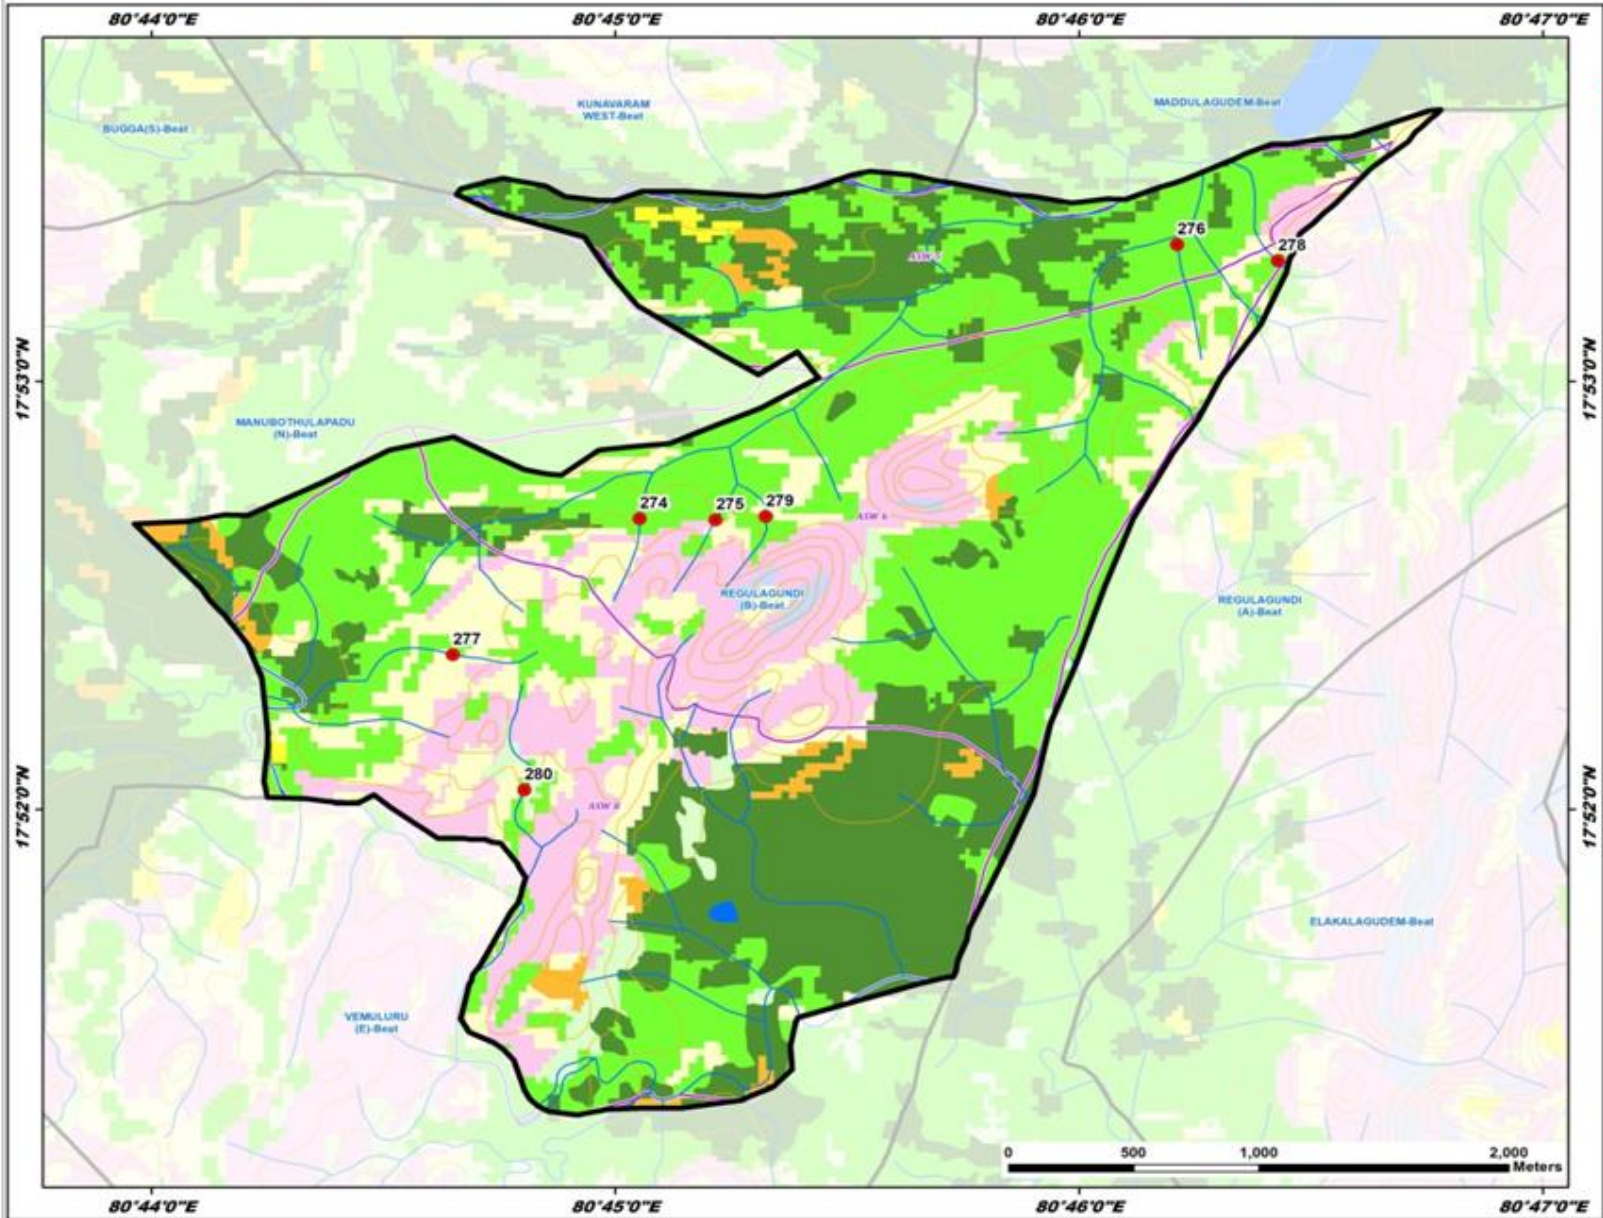 80°44'0"E 80°45'0"E 80°46'0"E 80°47'0"E
KUNAVARAM
WEST-Beat
MADDULAGUDEM-Beat
BUGGA(S)-Beat
276
278
17°53'0"N 17°53'0"N
MANUBOTHULAPADU
(N)-Beat
274
275
279
REGULAGUNDI
(B)-Beat
REGULAGUNDI
(A)-Beat
277
280
17°52'0"N 17°52'0"N
ELAKALAGUDEM-Beat
VEMULURU
(E)-Beat
0 500 1,000 2,000
Meters
80°44'0"E 80°45'0"E 80°46'0"E 80°47'0"E